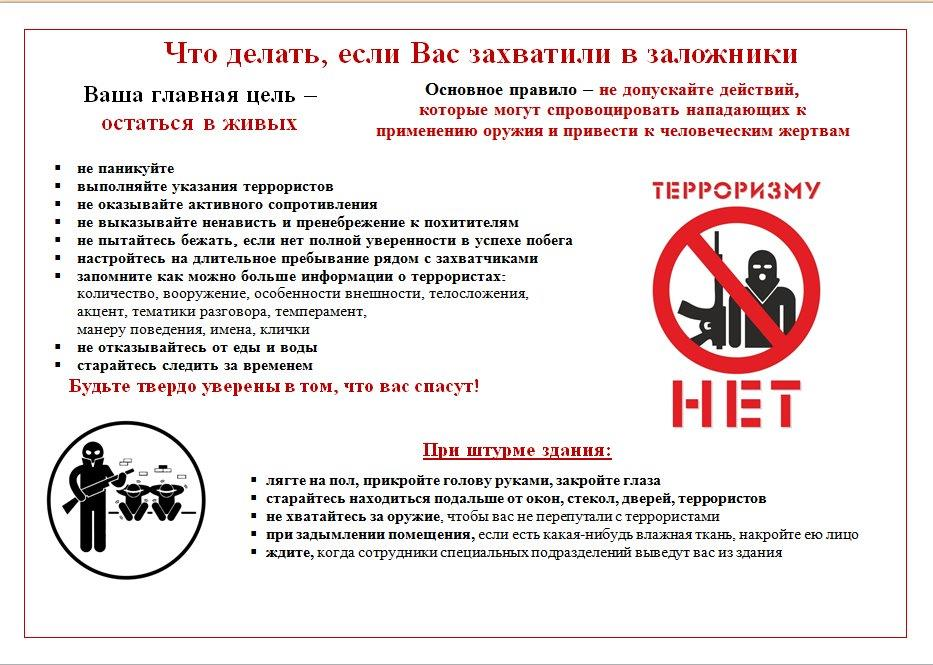 Что делать, если Вас захватили в заложники
Ваша главная цель –
остаться в живых
Основное правило – не допускайте действий,
которые могут спровоцировать нападающих к
применению оружия и привести к человеческим жертвам
▪ не паникуйте
▪ выполняйте указания террористов
▪ не оказывайте активного сопротивления
▪ не выказывайте ненависть и пренебрежение к похитителям
▪ не пытайтесь бежать, если нет полной уверенности в успехе побега
▪ настройтесь на длительное пребывание рядом с захватчиками
▪ запомните как можно больше информации о террористах:
количество, вооружение, особенности внешности, телосложения,
акцент, тематики разговора, темперамент,
манеру поведения, имена, клички
▪ не отказывайтесь от еды и воды
▪ старайтесь следить за временем
Будьте твердо уверены в том, что вас спасут!
ТЕРРОРИЗМУ
НЕТ
При штурме здания:
▪ лягте на пол, прикройте голову руками, закройте глаза
▪ старайтесь находиться подальше от окон, стекол, дверей, террористов
▪ не хватайтесь за оружие, чтобы вас не перепутали с террористами
▪ при задымлении помещения, если есть какая-нибудь влажная ткань, накройте ею лицо
▪ ждите, когда сотрудники специальных подразделений выведут вас из здания